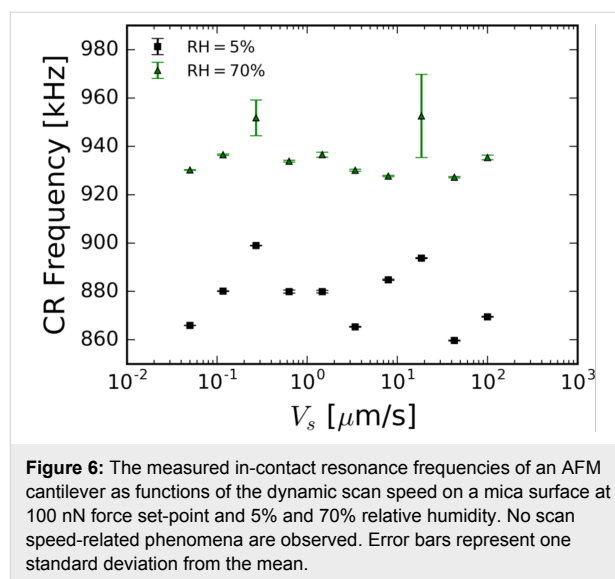 980
960
940
920
900
880
860
CR Frequency [kHz]
RH = 5%
RH = 70%
10⁻² 10⁻¹ 10⁰ 10¹ 10² 10³
Vₛ [μm/s]
Figure 6: The measured in-contact resonance frequencies of an AFM
cantilever as functions of the dynamic scan speed on a mica surface at
100 nN force set-point and 5% and 70% relative humidity. No scan
speed-related phenomena are observed. Error bars represent one
standard deviation from the mean.